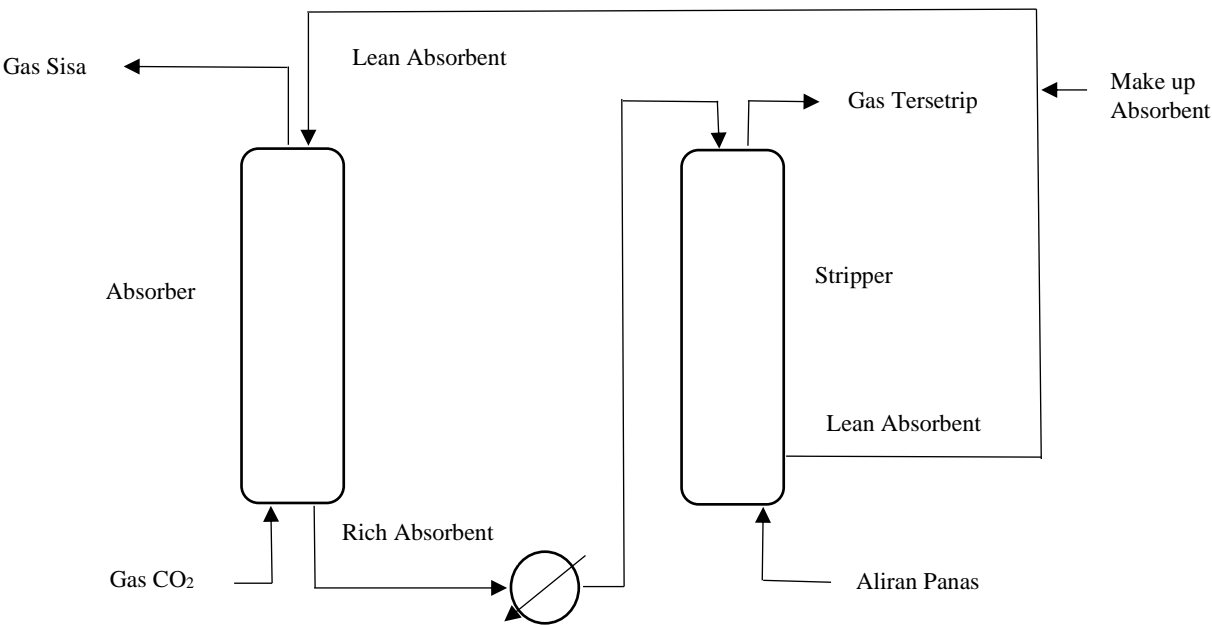 Lean Absorbent
Gas Sisa
Make up
Absorbent
Gas Tersetrip
Absorber
Stripper
Lean Absorbent
Rich Absorbent
Gas CO2
Aliran Panas